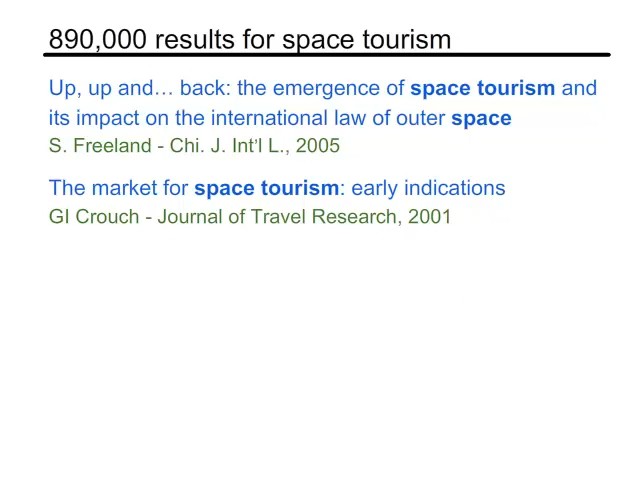 890,000 results for space tourism
Up, up and… back: the emergence of space tourism and
its impact on the international law of outer space
S. Freeland - Chi. J. Int’l L., 2005
The market for space tourism: early indications
GI Crouch - Journal of Travel Research, 2001